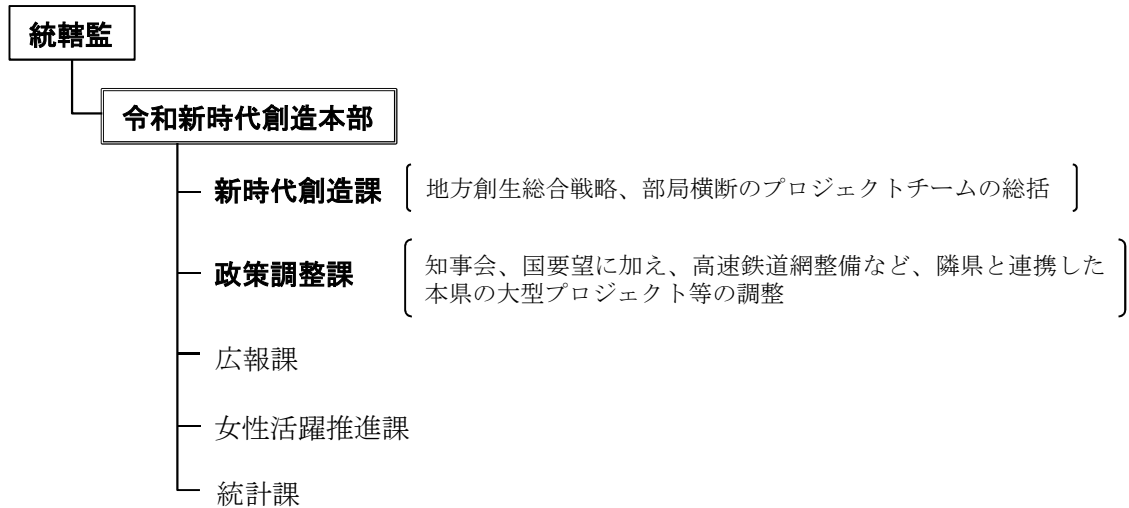 統轄監
令和新時代創造本部
新時代創造課
地方創生総合戦略、部局横断のプロジェクトチームの総括
政策調整課
知事会、国要望に加え、高速鉄道網整備など、隣県と連携した
本県の大型プロジェクト等の調整
広報課
女性活躍推進課
統計課